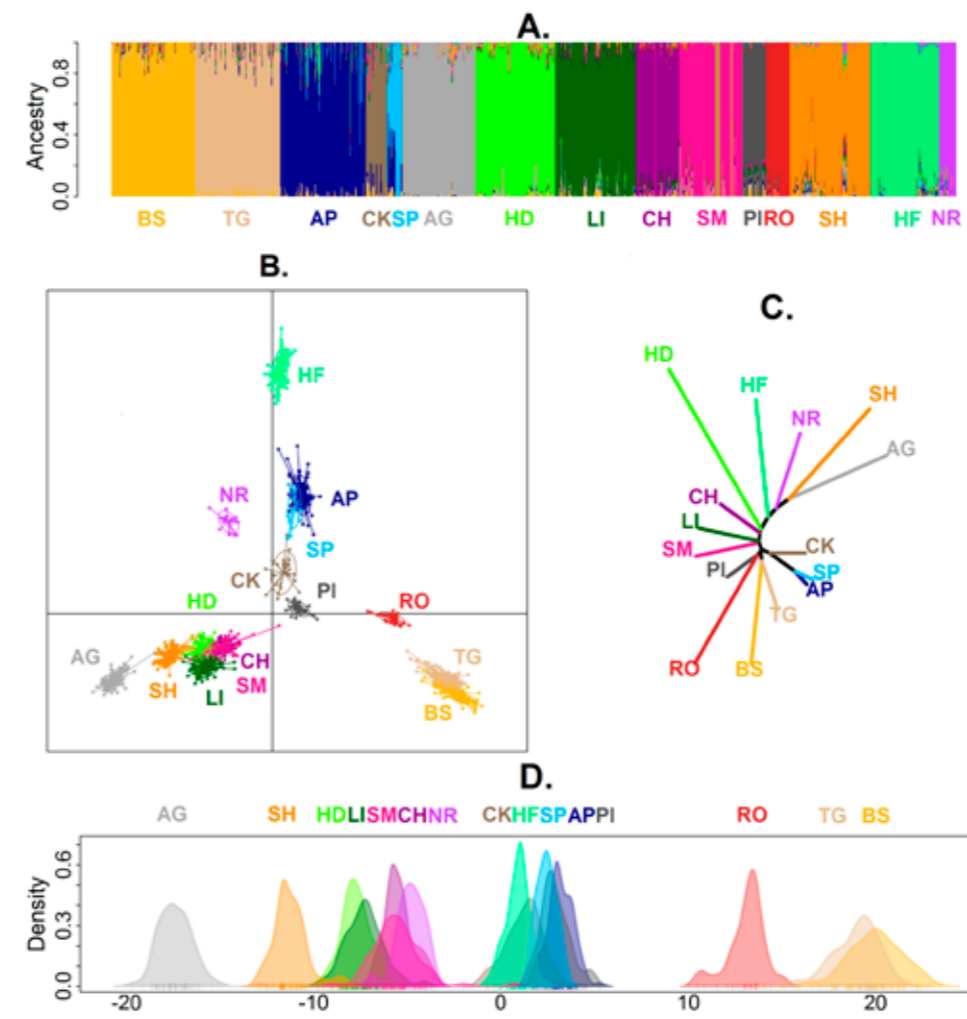 A.
Ancestry
0.8
0.4
0.0
BS TG AP CK SP AG HD LI CH SM PI RO SH HF NR
B.
HF
NR
AP
SP
CK
PI
HD
RO
AG
CH
TG
SH
SM
LI
BS
C.
HD
HF
SH
NR
AG
CH
LI
SM
CK
PI
SP
AP
TG
RO
BS
D.
AG SH HD LI SM CH NR CK HF SP AP PI RO TG BS
Density
0.6
0.3
0.0
-20 -10 0 10 20